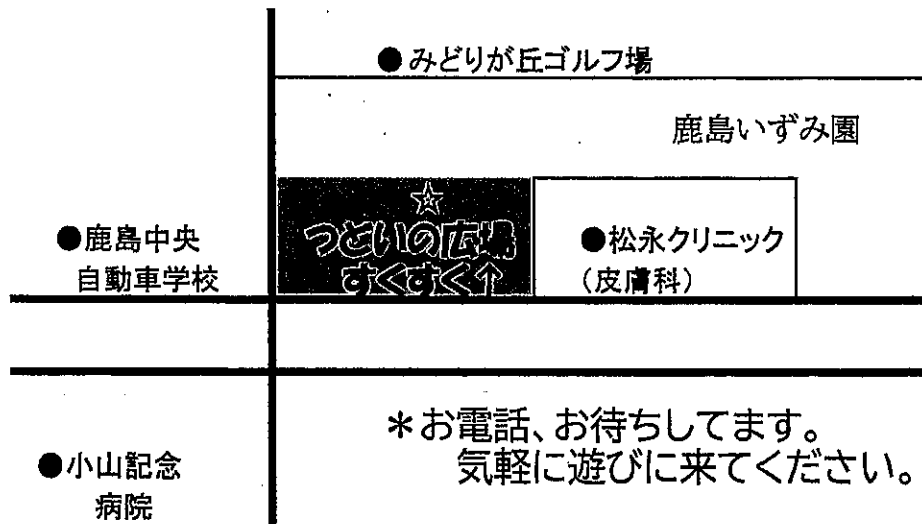 ●みどりが丘ゴルフ場
鹿島いずみ園
☆
つどいの広場
すくすく↑
●鹿島中央
自動車学校
●松永クリニック
(皮膚科)
*お電話、お待ちしてます。
気軽に遊びに来てください。
●小山記念
病院